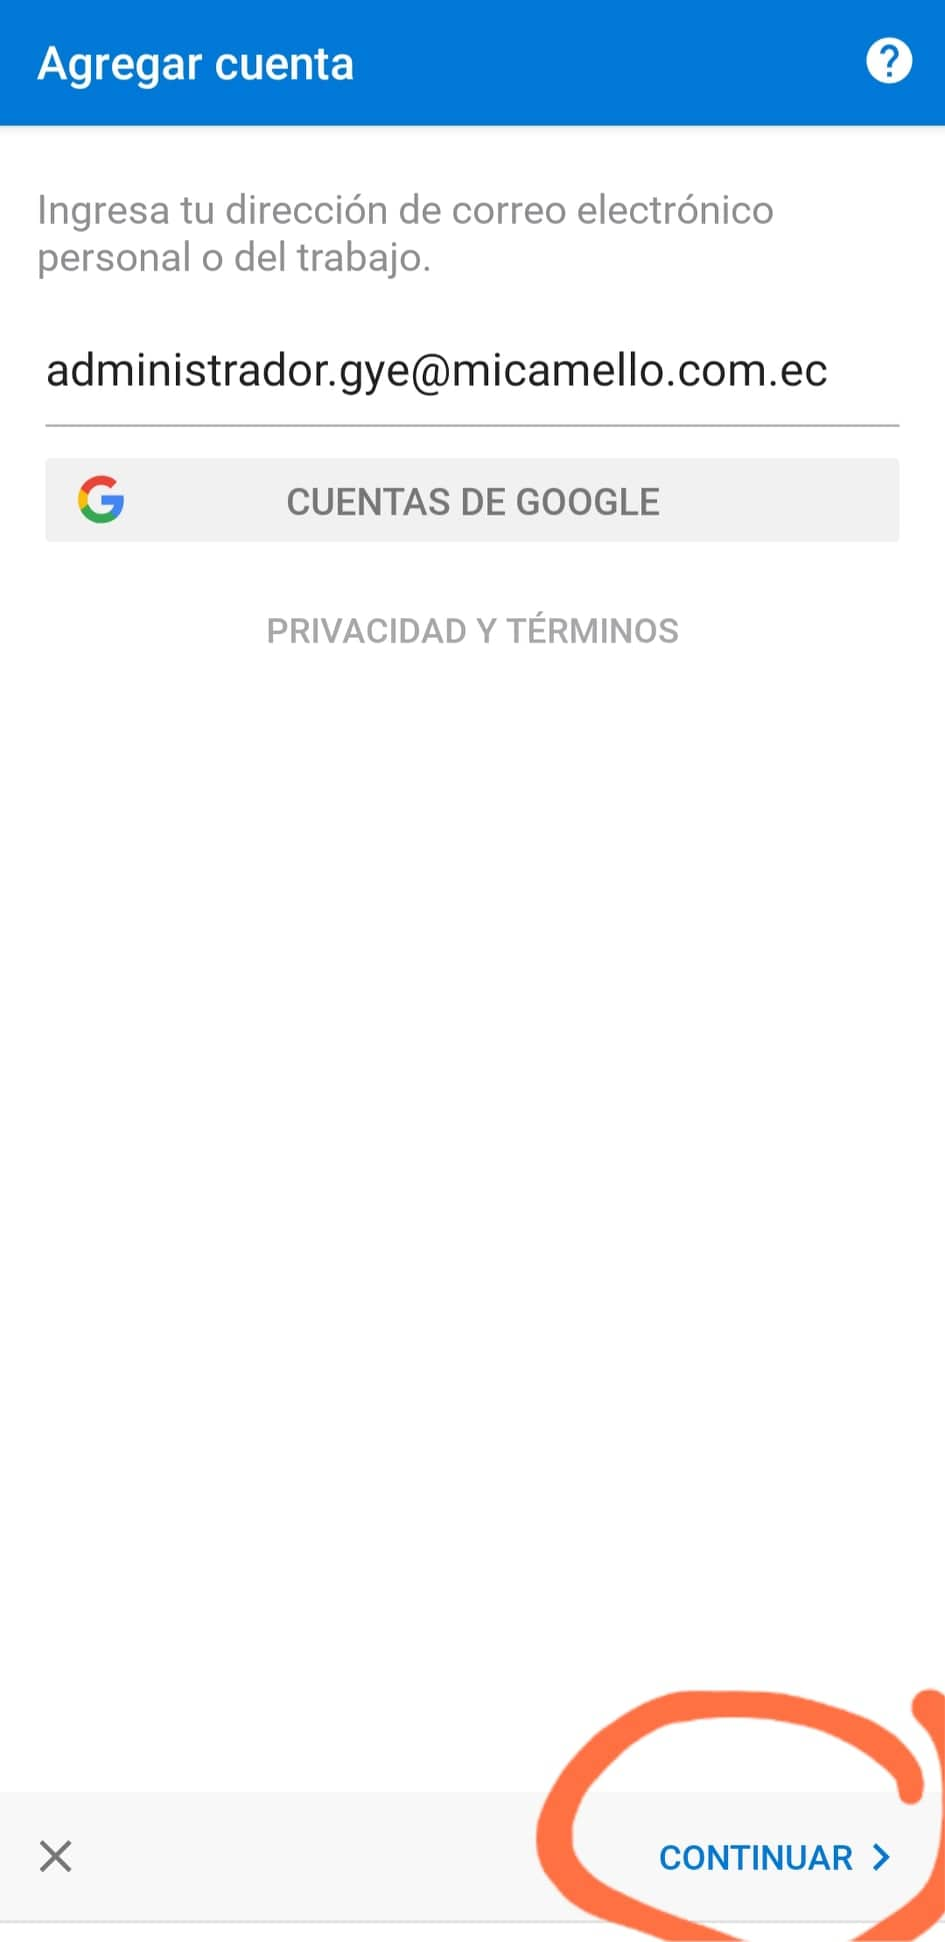 Agregar cuenta
Ingresa tu dirección de correo electrónico
personal o del trabajo.
administrador.gye@micamello.com.ec
CUENTAS DE GOOGLE
PRIVACIDAD Y TÉRMINOS
CONTINUAR